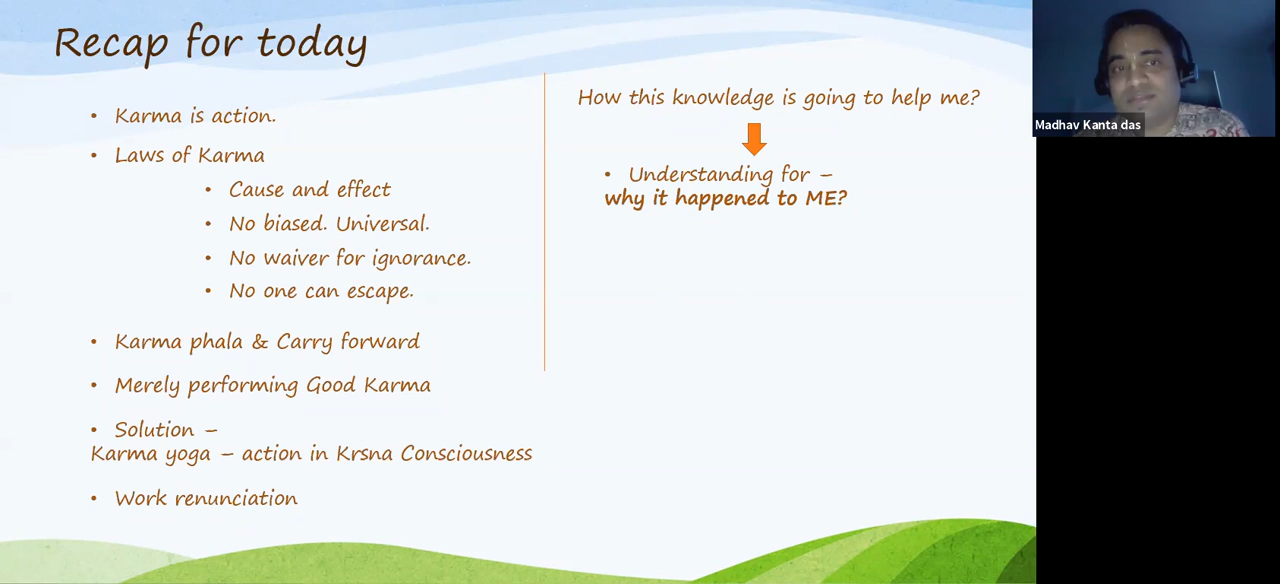 Recap for today
• Karma is action.
• Laws of Karma
• Cause and effect
• No biased. Universal.
• No waiver for ignorance.
• No one can escape.
• Karma phala & Carry forward
• Merely performing Good Karma
• Solution –
Karma yoga – action in Krsna Consciousness
• Work renunciation
How this knowledge is going to help me?
• Understanding for –
why it happened to ME?
Madhav Kanta das